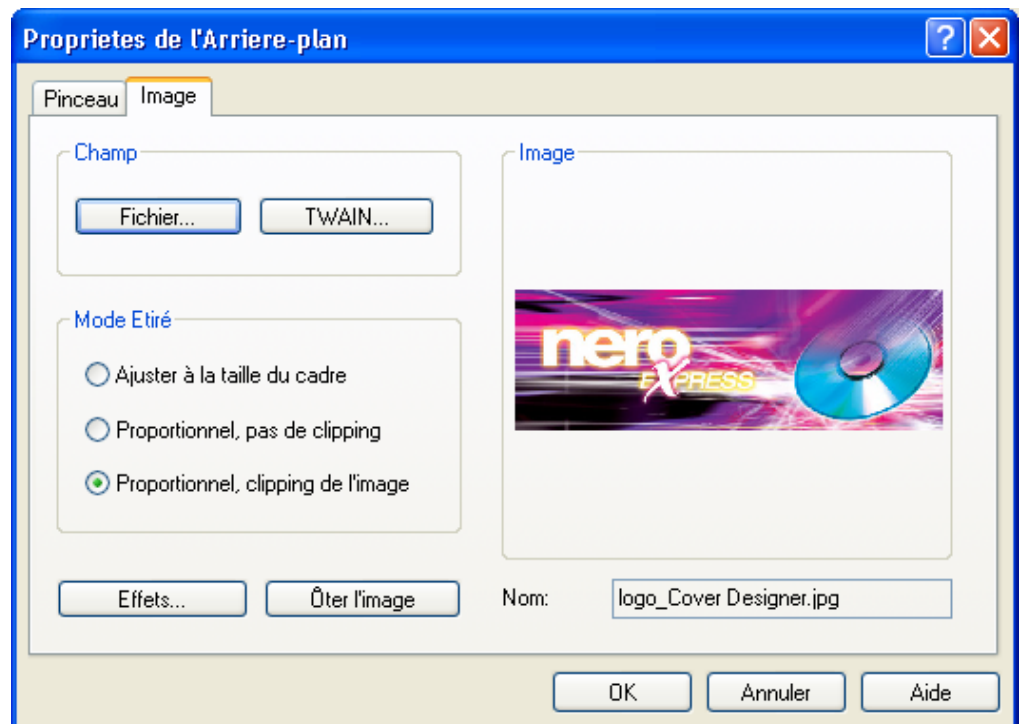 Proprietes de l'Arriere-plan
Pinceau
Image
Champ
Fichier...
TWAIN...
Mode Etiré
Ajuster à la taille du cadre
Proportionnel, pas de clipping
Proportionnel, clipping de l'image
Effets...
Ôter l'image
Image
nero
EXPRESS
Nom:
logo_Cover Designer.jpg
OK
Annuler
Aide